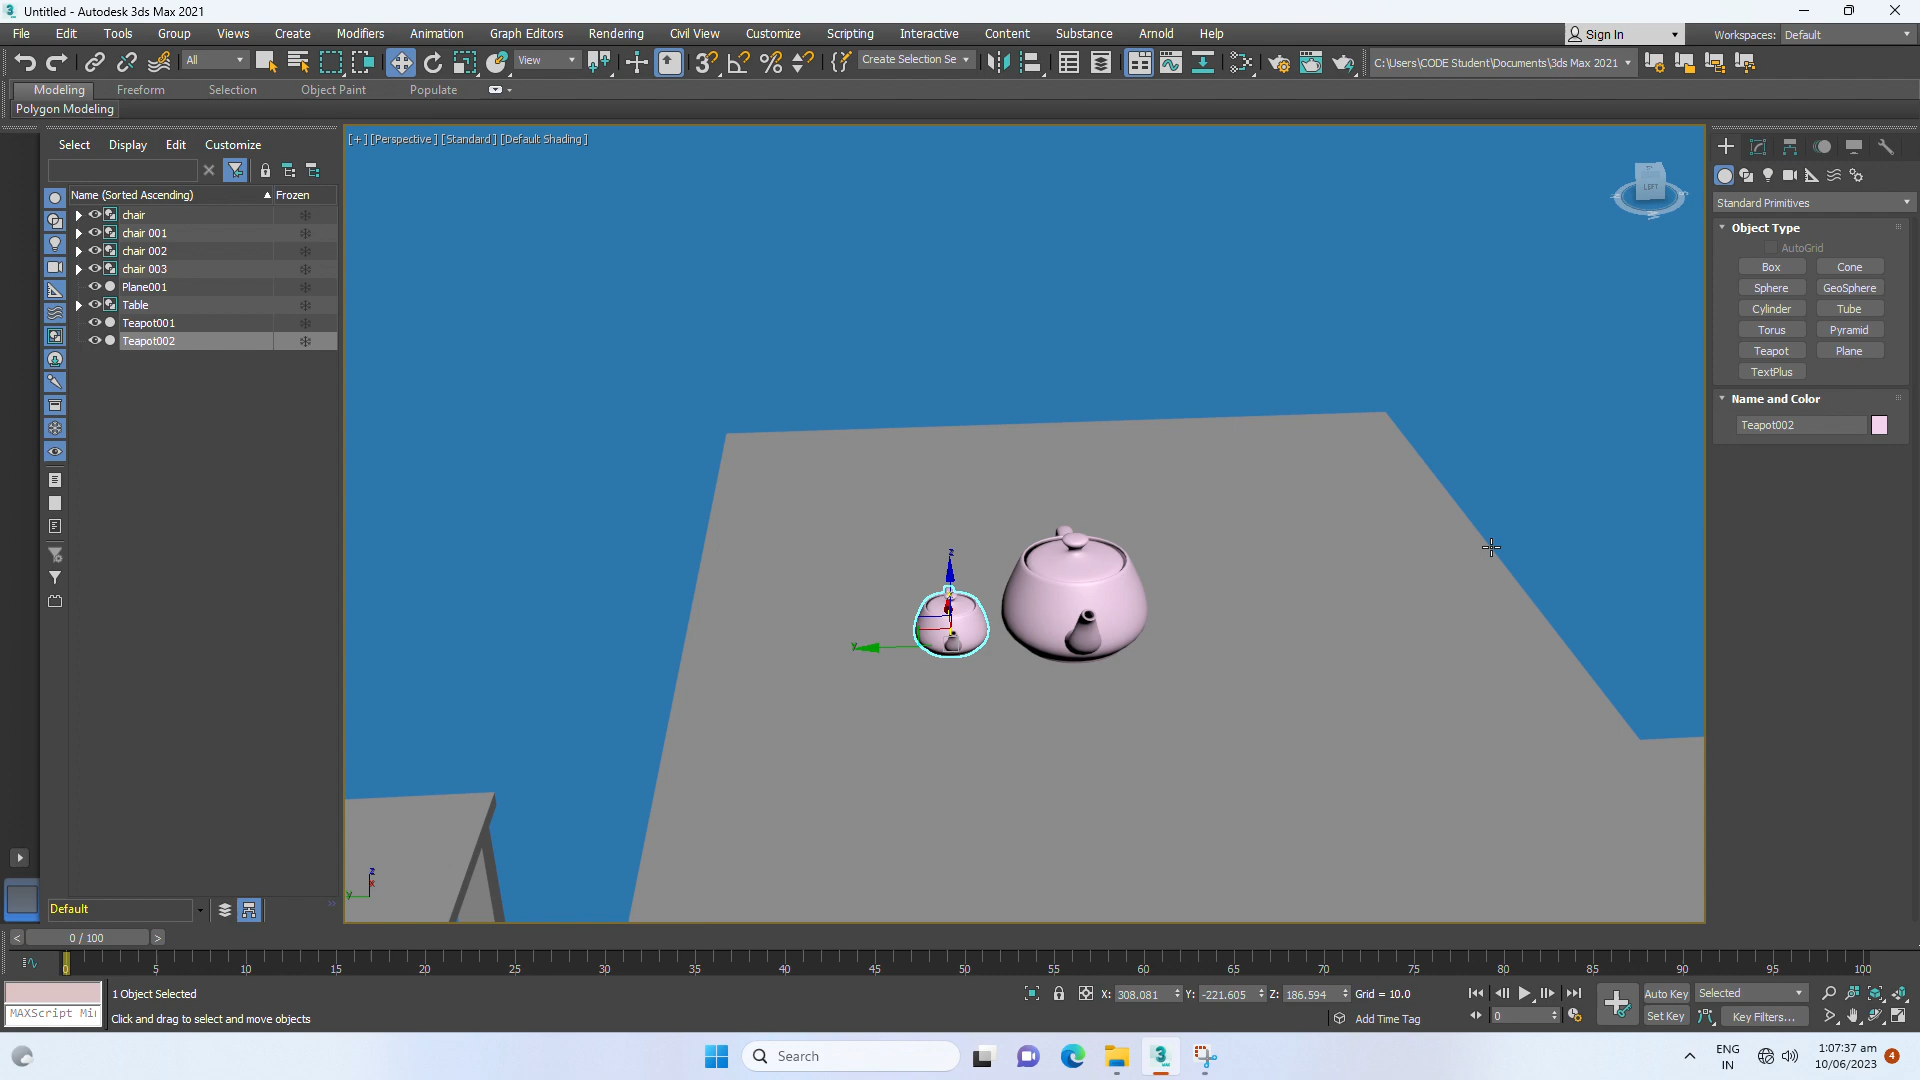 Untitled - Autodesk 3ds Max 2021
File Edit Tools Group Views Create Modifiers Animation Graph Editors Rendering Civil View Customize Scripting Interactive Content Substance Arnold Help Sign In Workspaces: Default
All View Create Selection Se C:\Users\CODE Student\Documents\3ds Max 2021
Modeling Freeform Selection Object Paint Populate
Polygon Modeling
Select Display Edit Customize
[+] [Perspective ] [Standard ] [Default Shading ]
Name (Sorted Ascending) Frozen
chair
chair 001
chair 002
chair 003
Plane001
Table
Teapot001
Teapot002
LEFT
Standard Primitives
Object Type
AutoGrid
Box Cone
Sphere GeoSphere
Cylinder Tube
Torus Pyramid
Teapot Plane
TextPlus
Name and Color
Teapot002
z
y
z
x
y
Default
0 / 100
0 5 10 15 20 25 30 35 40 45 50 55 60 65 70 75 80 85 90 95 100
1 Object Selected X: 308.081 Y: -221.605 Z: 186.594 Grid = 10.0 Auto Key Selected
MAXScript Mi Click and drag to select and move objects Add Time Tag 0 Set Key Key Filters...
Search ENG IN 1:07:37 am 10/06/2023 4